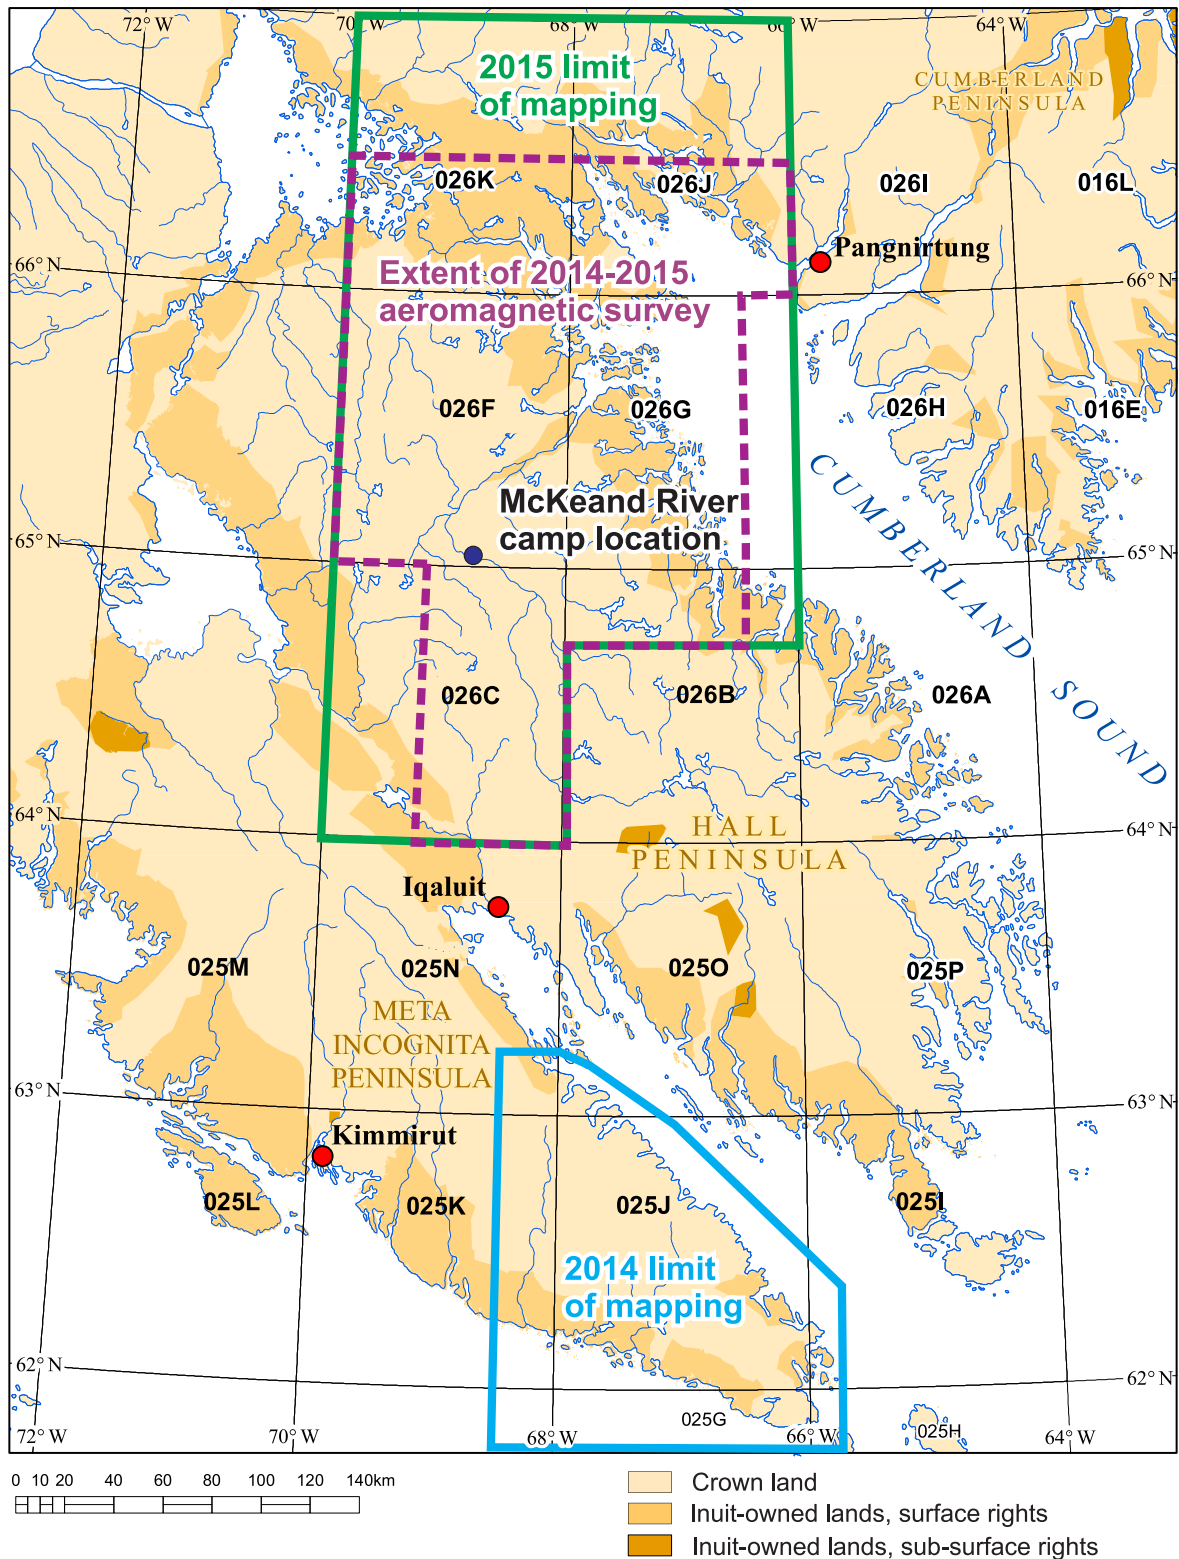 72° W
70° W
68° W
66° W
64° W
2015 limit
of mapping
CUMBERLAND
PENINSULA
026K
026J
026I
016L
Pangnirtung
66° N
66° N
Extent of 2014-2015
aeromagnetic survey
026F
026G
026H
016E
CUMBERLAND SOUND
McKeand River
camp location
65° N
65° N
026C
026B
026A
64° N
64° N
HALL
PENINSULA
Iqaluit
025M
025N
025O
025P
META
INCOGNITA
PENINSULA
63° N
63° N
Kimmirut
025L
025K
025J
025I
2014 limit
of mapping
62° N
62° N
025G
025H
72° W
70° W
68° W
66° W
64° W
0 10 20 40 60 80 100 120 140km
Crown land
Inuit-owned lands, surface rights
Inuit-owned lands, sub-surface rights